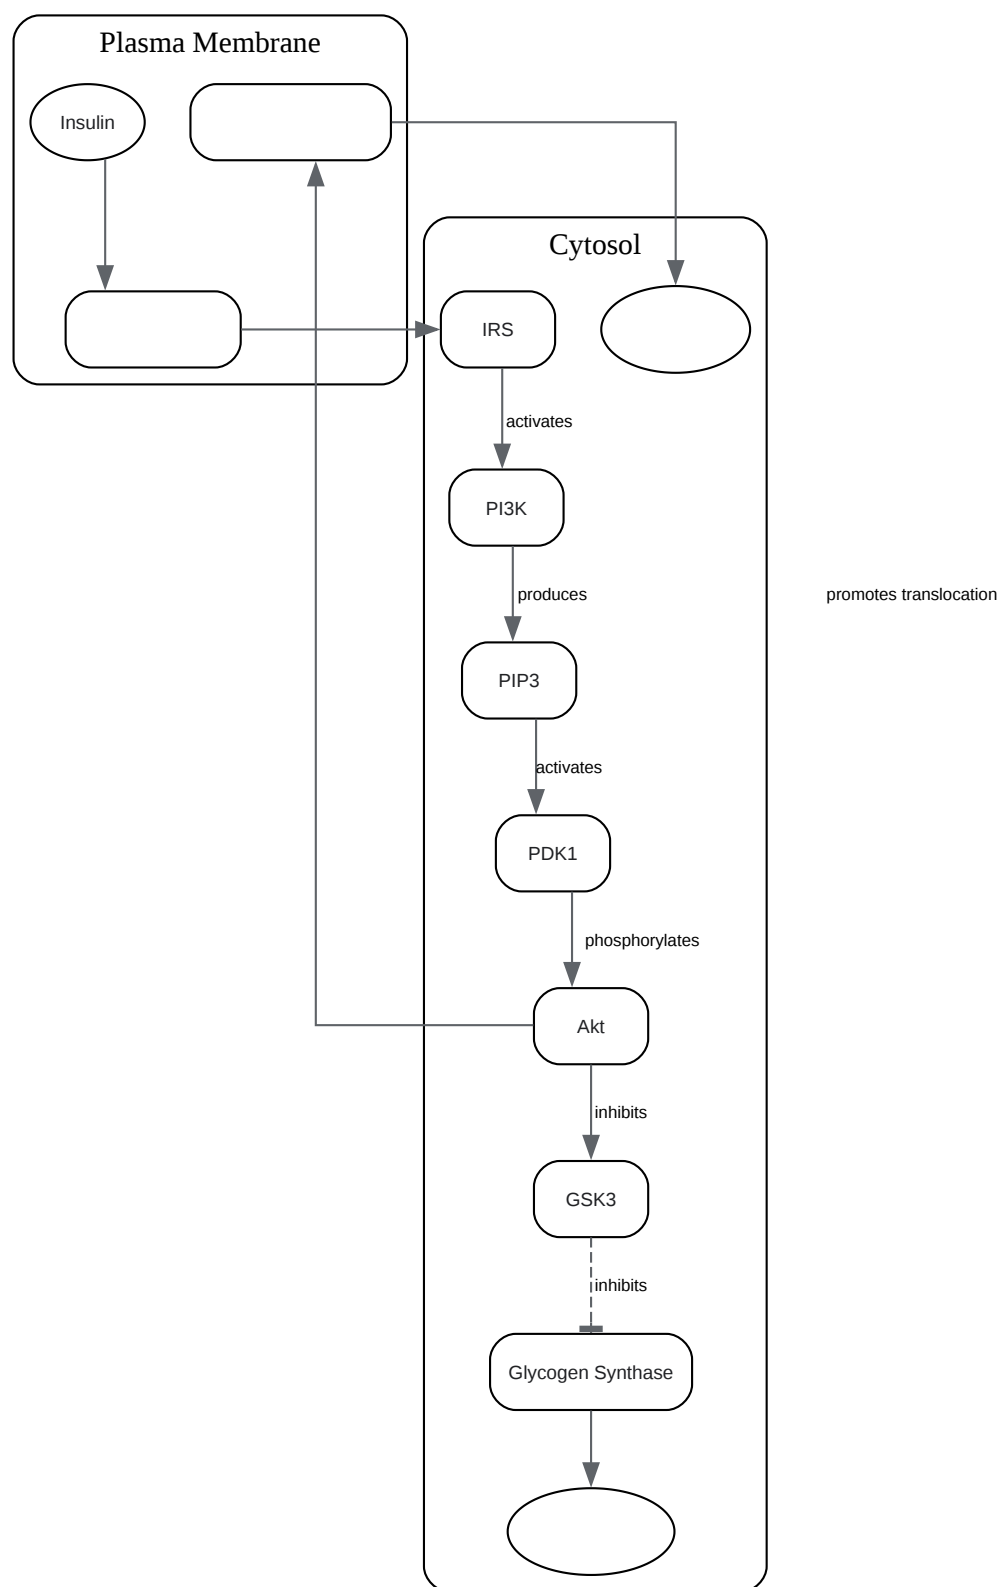 Plasma Membrane
Insulin
Cytosol
IRS
activates
PI3K
produces
promotes translocation
PIP3
activates
PDK1
phosphorylates
Akt
inhibits
GSK3
inhibits
Glycogen Synthase